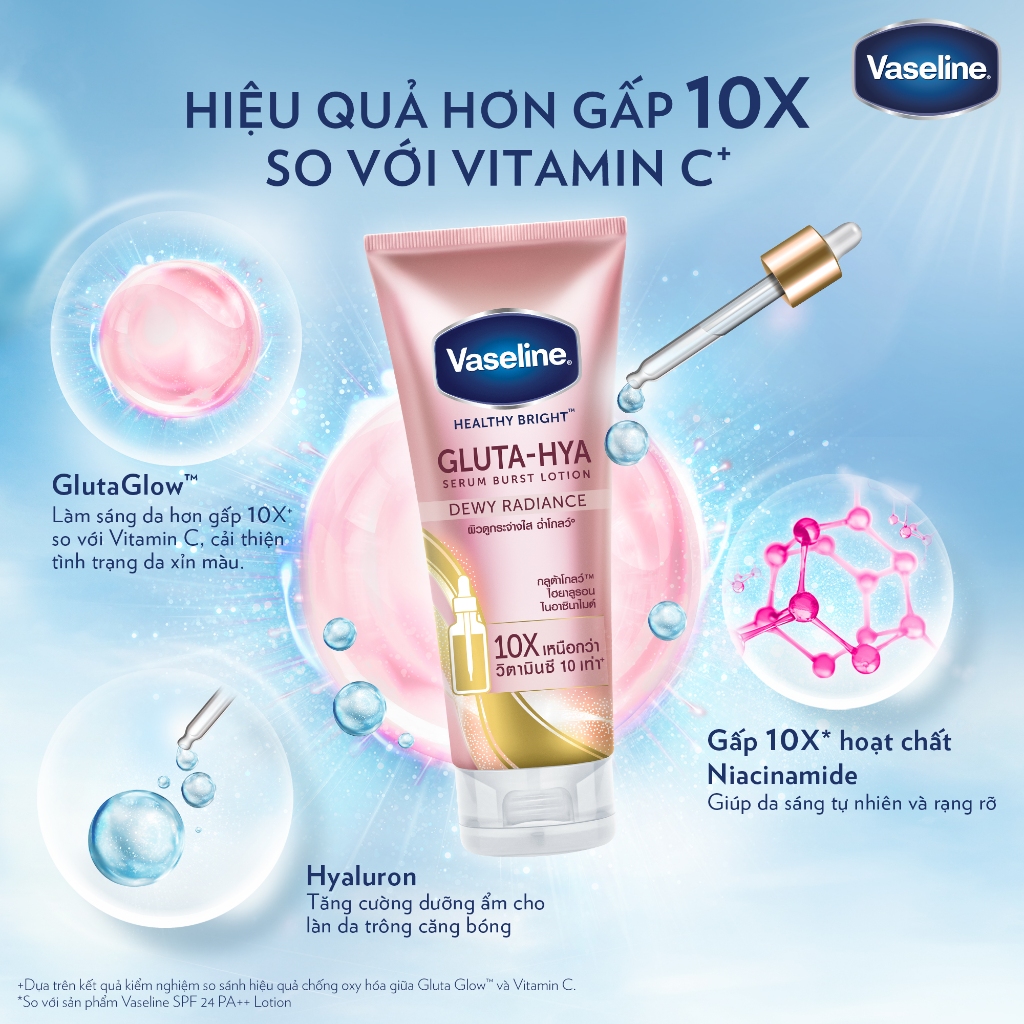 Vaseline.
HIỆU QUẢ HƠN GẤP 10X
SO VỚI VITAMIN C+
Vaseline.
HEALTHY BRIGHT™
GLUTA-HYA
SERUM BURST LOTION
DEWY RADIANCE
ผิวดูกระจ่างใส ฉ่ำโกลว์°
กลูต้าโกลว์™
ไฮยาลูรอน
ไนอาซินาไมด์
10X เหนือกว่า
วิตามินซี 10 เท่า+
GlutaGlow™
Làm sáng da hơn gấp 10X+
so với Vitamin C, cải thiện
tình trạng da xỉn màu.
Gấp 10X* hoạt chất
Niacinamide
Giúp da sáng tự nhiên và rạng rỡ
Hyaluron
Tăng cường dưỡng ẩm cho
làn da trông căng bóng
+Dựa trên kết quả kiểm nghiệm so sánh hiệu quả chống oxy hóa giữa Gluta Glow™ và Vitamin C.
*So với sản phẩm Vaseline SPF 24 PA++ Lotion